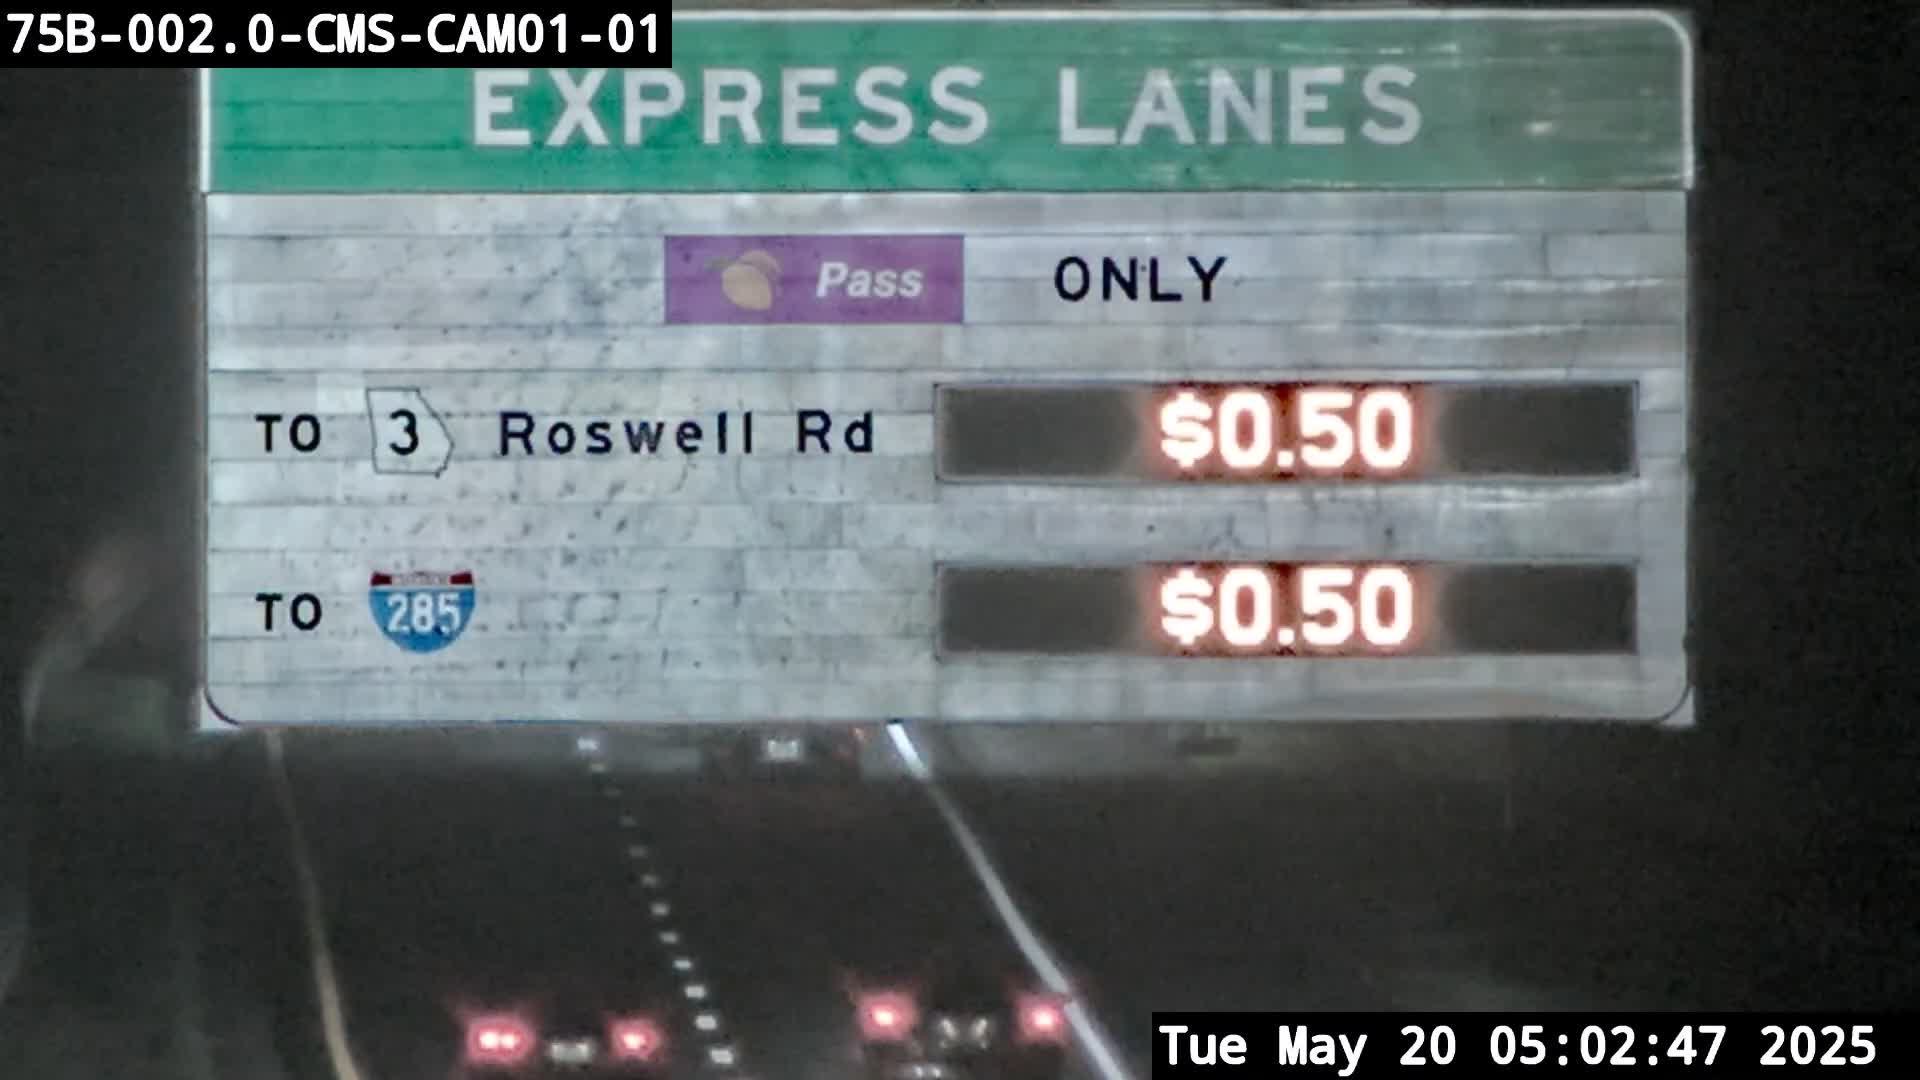 75B-002.0-CMS-CAM01-01
EXPRESS LANES
Pass ONLY
TO 3 Roswell Rd $0.50
TO 285 $0.50
Tue May 20 05:02:47 2025